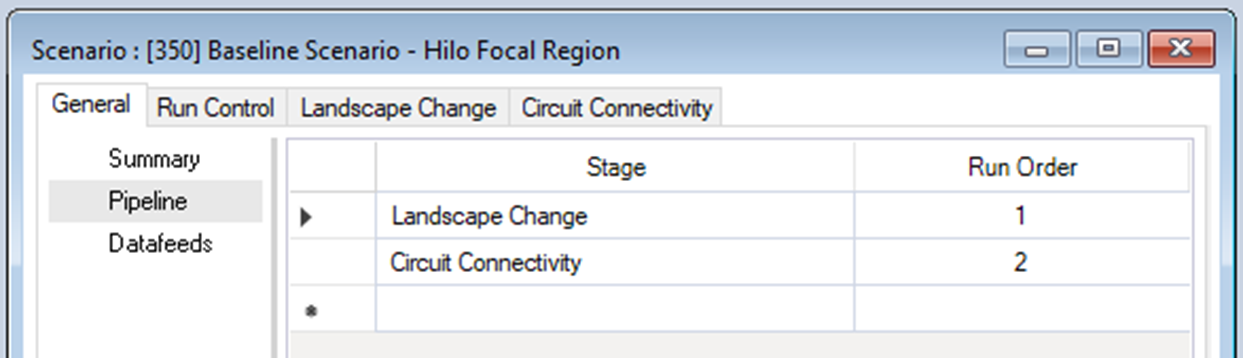 Scenario : [350] Baseline Scenario - Hilo Focal Region
General Run Control Landscape Change Circuit Connectivity
Summary
Pipeline
Datafeeds
Stage Run Order
Landscape Change 1
Circuit Connectivity 2